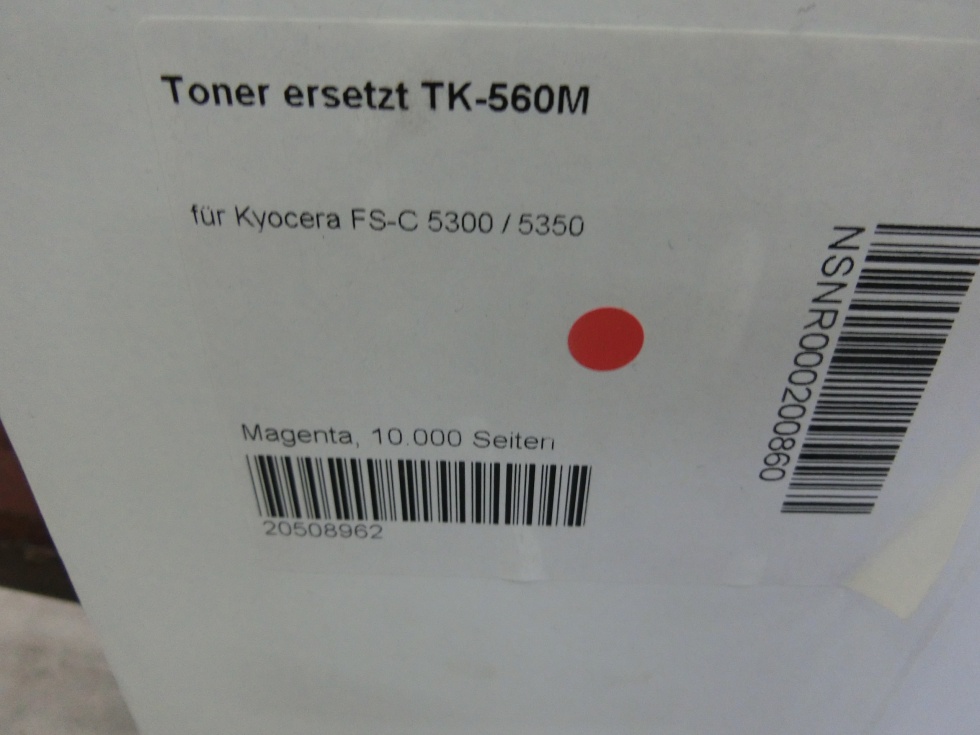 Toner ersetzt TK-560M
für Kyocera FS-C 5300 / 5350
Magenta, 10.000 Seiten
20508962
NSNR000200860